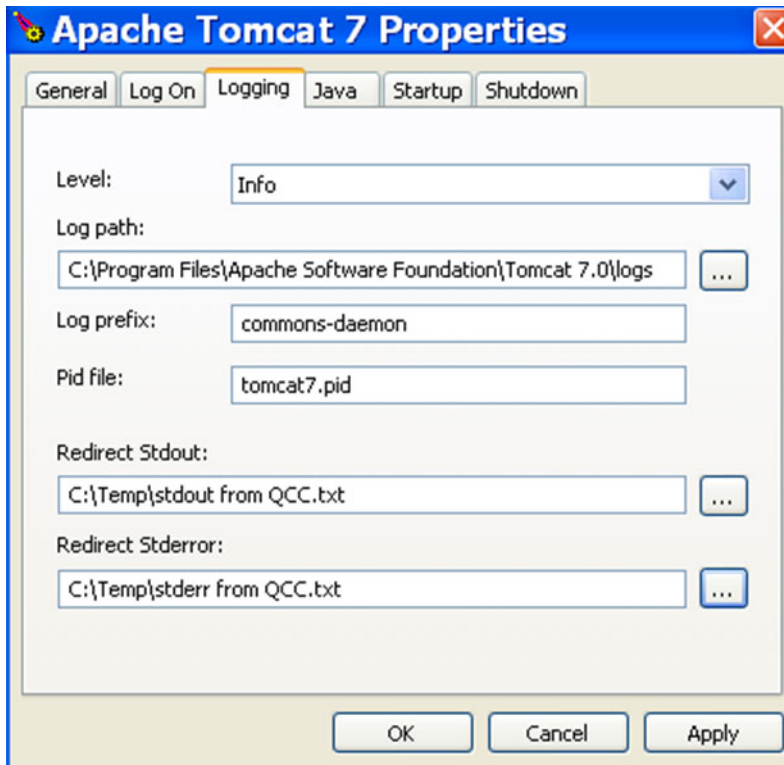 Apache Tomcat 7 Properties
General Log On Logging Java Startup Shutdown
Level: Info
Log path:
C:\Program Files\Apache Software Foundation\Tomcat 7.0\logs ...
Log prefix: commons-daemon
Pid file: tomcat7.pid
Redirect Stdout:
C:\Temp\stdout from QCC.txt ...
Redirect Stderror:
C:\Temp\stderr from QCC.txt ...
OK Cancel Apply